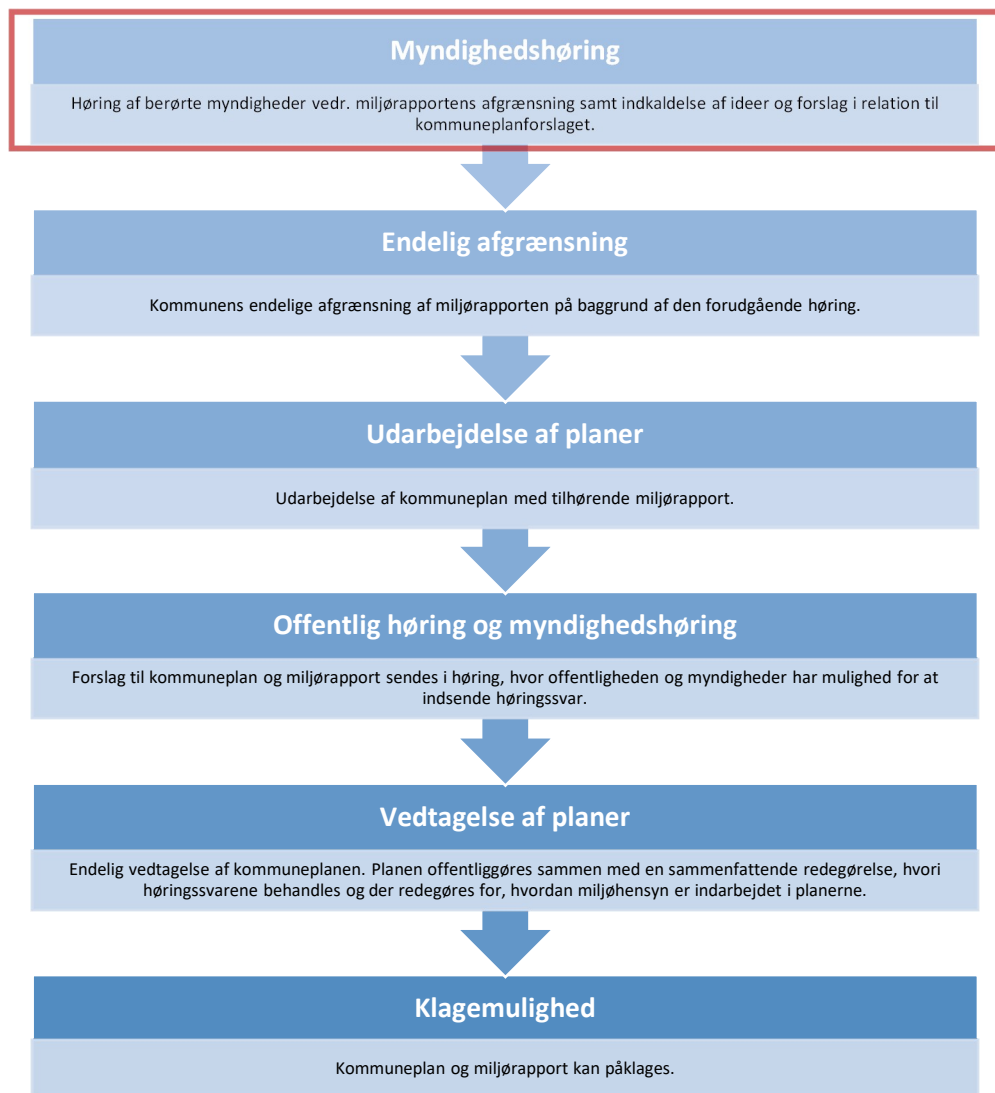 Myndighedshøring
Høring af berørte myndigheder vedr. miljørapportens afgrænsning samt indkaldelse af ideer og forslag i relation til
kommuneplanforslaget.
Endelig afgrænsning
Kommunens endelige afgrænsning af miljørapporten på baggrund af den forudgående høring.
Udarbejdelse af planer
Udarbejdelse af kommuneplan med tilhørende miljørapport.
Offentlig høring og myndighedshøring
Forslag til kommuneplan og miljørapport sendes i høring, hvor offentligheden og myndigheder har mulighed for at
indsende høringssvar.
Vedtagelse af planer
Endelig vedtagelse af kommuneplanen. Planen offentliggøres sammen med en sammenfattende redegørelse, hvori
høringssvarene behandles og der redegøres for, hvordan miljøhensyn er indarbejdet i planerne.
Klagemulighed
Kommuneplan og miljørapport kan påklages.